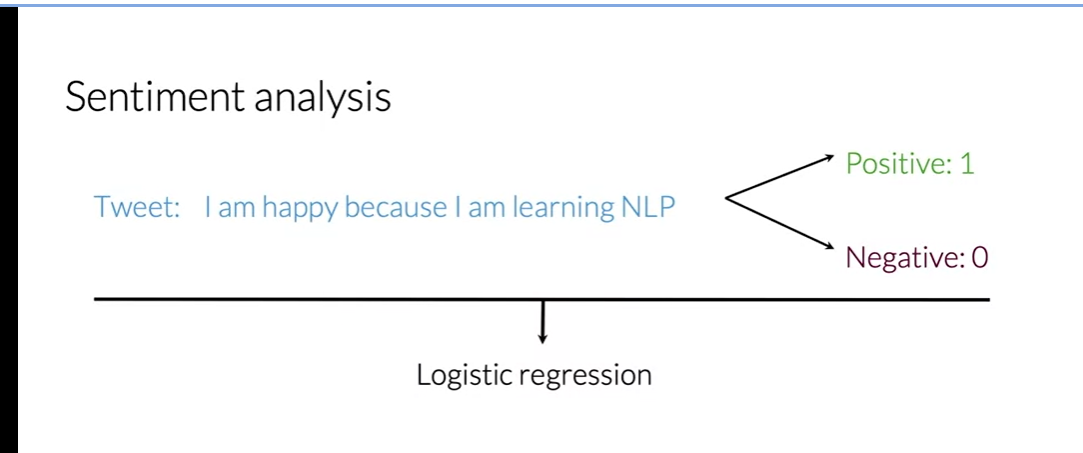 Sentiment analysis
Positive: 1
Tweet: I am happy because I am learning NLP
Negative: 0
Logistic regression